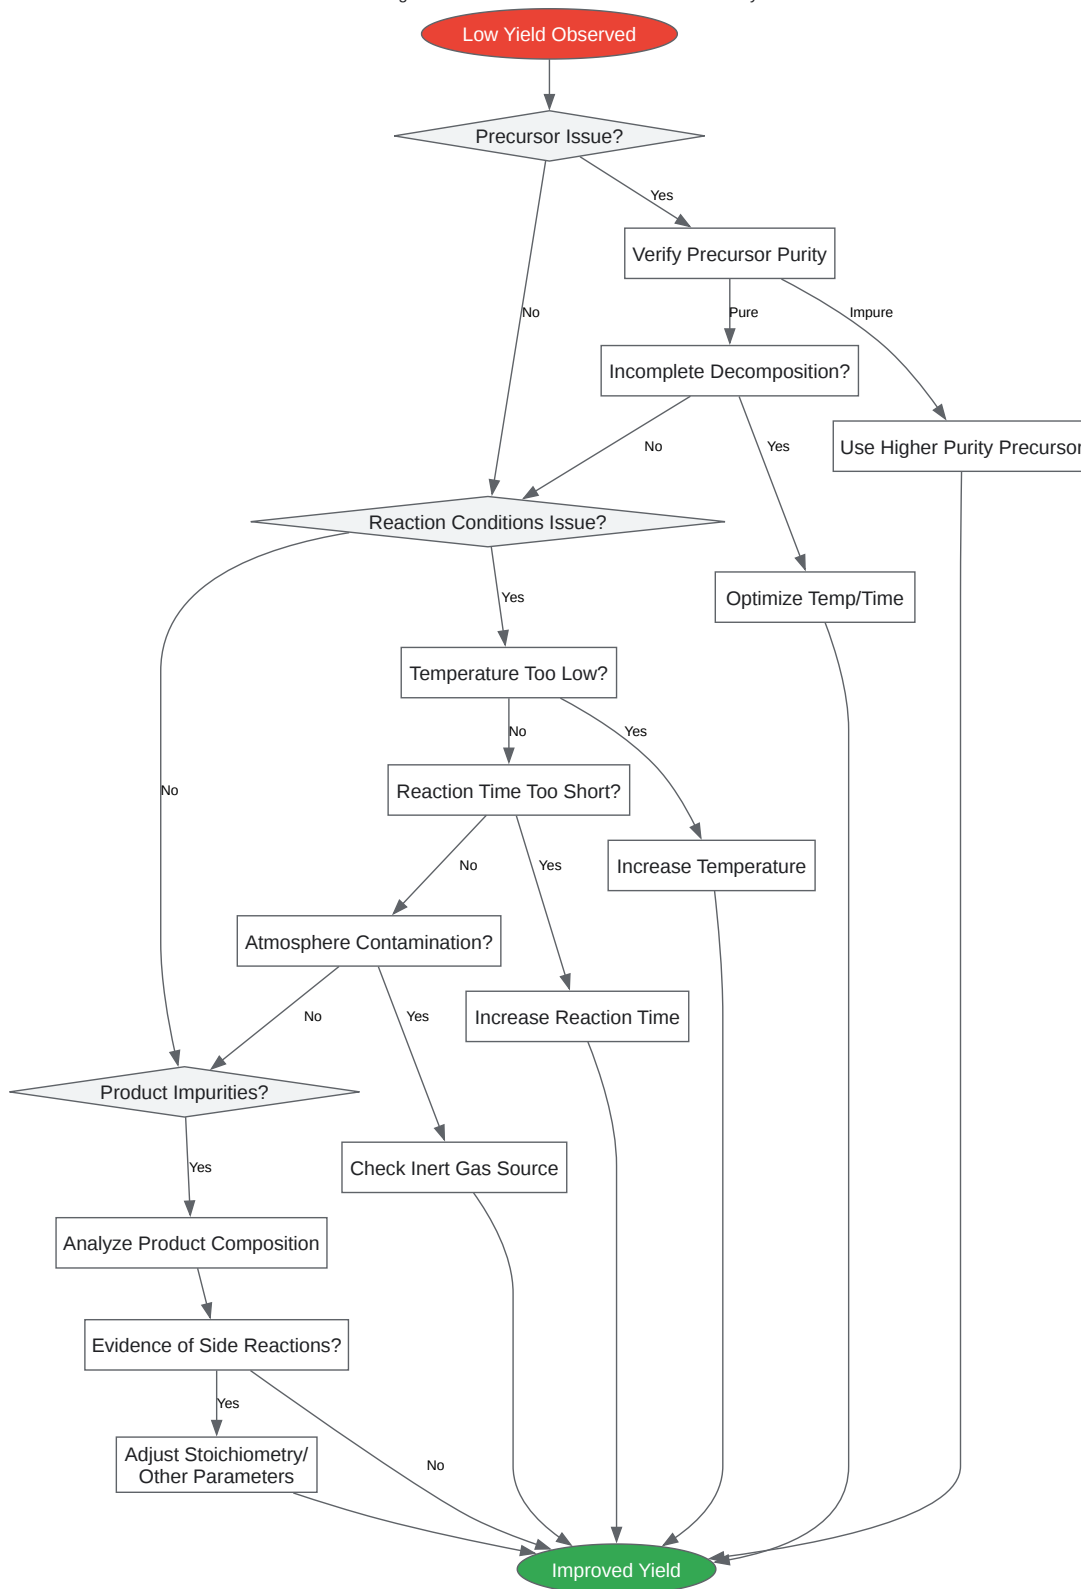 Low Yield Observed
Precursor Issue?
Yes
Verify Precursor Purity
No
Pure
Impure
Incomplete Decomposition?
Use Higher Purity Precursor
No
Yes
Reaction Conditions Issue?
Yes
Optimize Temp/Time
Temperature Too Low?
No
Yes
No
Reaction Time Too Short?
Increase Temperature
No
Yes
Atmosphere Contamination?
Increase Reaction Time
No
Yes
Product Impurities?
Check Inert Gas Source
Yes
Analyze Product Composition
Evidence of Side Reactions?
Yes
Adjust Stoichiometry/
Other Parameters
No
Improved Yield